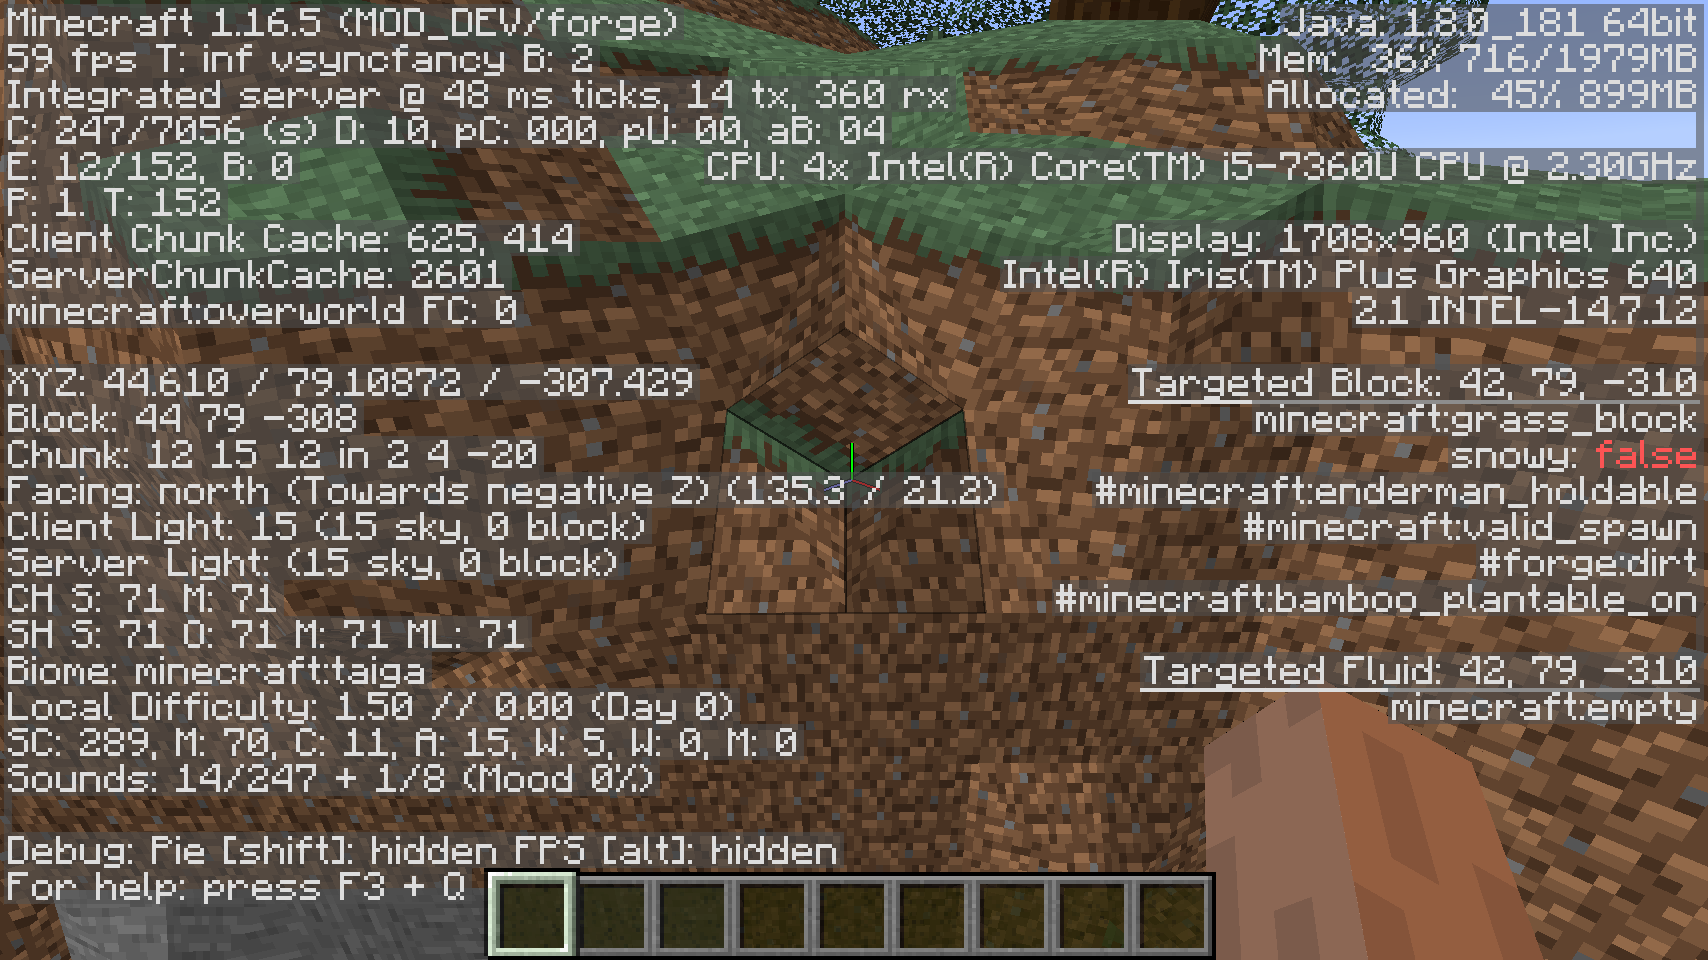 Minecraft 1.16.5 (MOD_DEV/forge)
59 fps T: inf vsyncfancy B: 2
Integrated server @ 48 ms ticks, 14 tx, 360 rx
C: 247/7056 (s) D: 10, pC: 000, pU: 00, aB: 04
E: 12/152, B: 0
P: 1. T: 152
Client Chunk Cache: 625, 414
ServerChunkCache: 2601
minecraft:overworld FC: 0
XYZ: 44.610 / 79.10872 / -307.429
Block: 44 79 -308
Chunk: 12 15 12 in 2 4 -20
Facing: north (Towards negative Z) (135. / 21.2)
Client Light: 15 (15 sky, 0 block)
Server Light: (15 sky, 0 block)
CH S: 71 M: 71
SH S: 71 O: 71 M: 71 ML: 71
Biome: minecraft:taiga
Local Difficulty: 1.50 // 0.00 (Day 0)
SC: 289, M: 70, C: 11, A: 15, W: 5, W: 0, M: 0
Sounds: 14/247 + 1/8 (Mood 0%)
Debug: Pie [shift]: hidden FPS [alt]: hidden
For help: press F3 + Q
Java: 1.8.0_181 64bit
Mem: 36% 716/1979MB
Allocated: 45% 899MB
CPU: 4x Intel(R) Core(TM) i5-7360U CPU @ 2.30GHz
Display: 1708x960 (Intel Inc.)
Intel(R) Iris(TM) Plus Graphics 640
2.1 INTEL-14.7.12
Targeted Block: 42, 79, -310
minecraft:grass_block
snowy: false
#minecraft:enderman_holdable
#minecraft:valid_spawn
#forge:dirt
#minecraft:bamboo_plantable_on
Targeted Fluid: 42, 79, -310
minecraft:empty